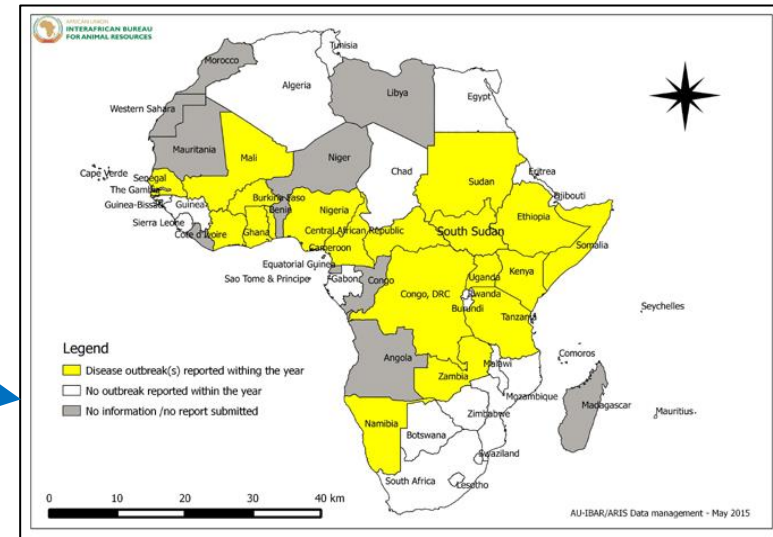 AFRICAN UNION
INTERAFRICAN BUREAU
FOR ANIMAL RESOURCES
Tunisia
Morocco
Algeria
Libya
Egypt
Western Sahara
Mauritania
Mali
Niger
Chad
Sudan
Eritrea
Cape Verde
Senegal
The Gambia
Guinea-Bissau
Guinea
Sierra Leone
Cote d'Ivoire
Burkina Faso
Ghana
Benin
Nigeria
Djibouti
Ethiopia
Central African Republic
South Sudan
Somalia
Cameroon
Equatorial Guinea
Sao Tome & Principe
Gabon
Congo
Congo, DRC
Uganda
Kenya
Rwanda
Burundi
Tanzania
Seychelles
Comoros
Angola
Zambia
Malawi
Mozambique
Madagascar
Mauritius
Zimbabwe
Namibia
Botswana
Swaziland
South Africa
Lesotho
Legend
Disease outbreak(s) reported withing the year
No outbreak reported within the year
No information /no report submitted
0 10 20 30 40 km
AU-IBAR/ARIS Data management - May 2015